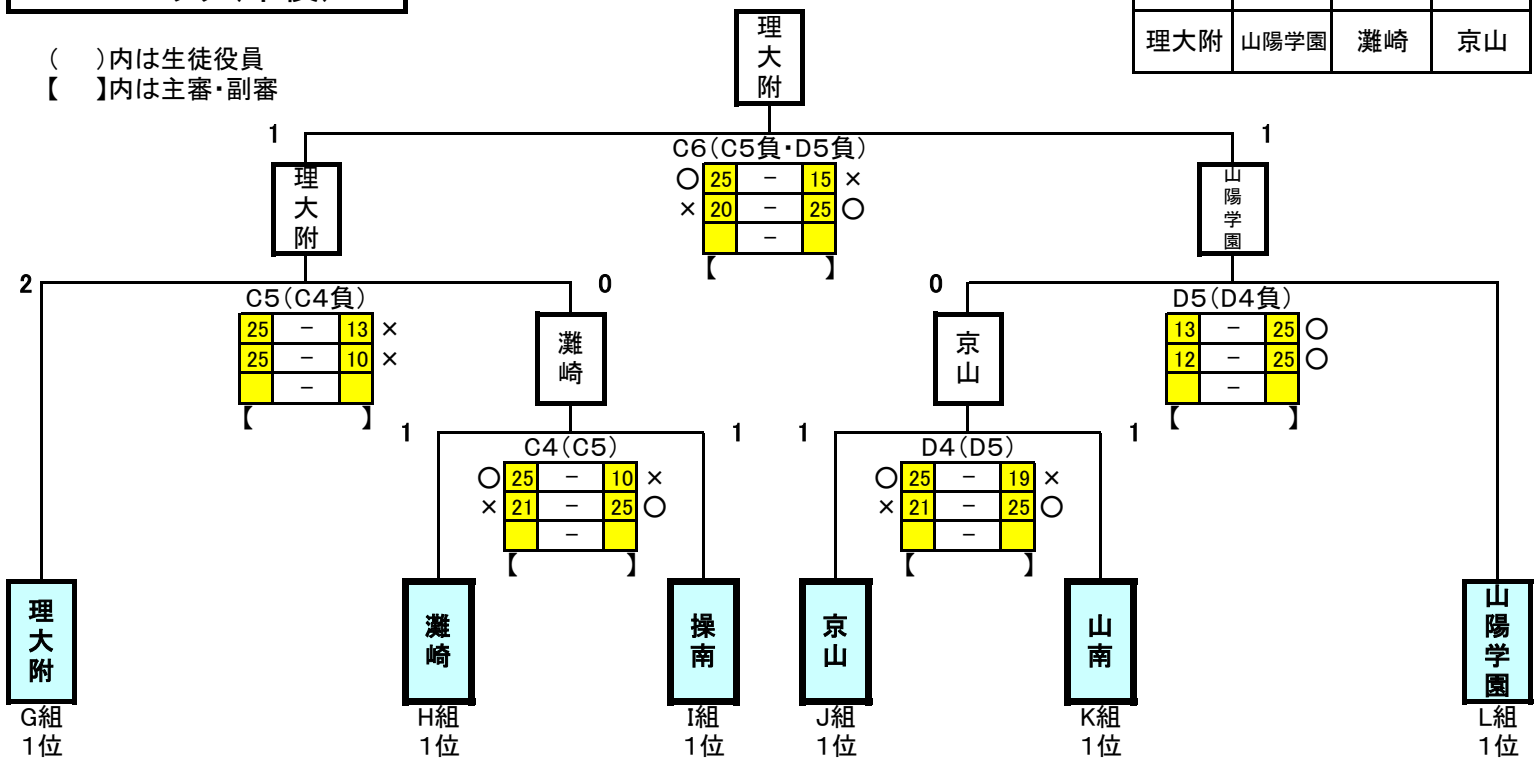 理大附 山陽学園 灘崎 京山
( )内は生徒役員
【 】内は主審・副審
理大附
1 1
C6(C5負・D5負)
○ 25 － 15 ×
× 20 － 25 ○
－
【 】
理大附
山陽学園
2 0 0
C5(C4負)
25 － 13 ×
25 － 10 ×
－
【 】
D5(D4負)
13 － 25 ○
12 － 25 ○
－
【 】
灘崎
京山
1 1 1 1
C4(C5)
○ 25 － 10 ×
× 21 － 25 ○
－
【 】
D4(D5)
○ 25 － 19 ×
× 21 － 25 ○
－
【 】
理大附
灘崎
操南
京山
山南
山陽学園
G組 H組 I組 J組 K組 L組
1位 1位 1位 1位 1位 1位